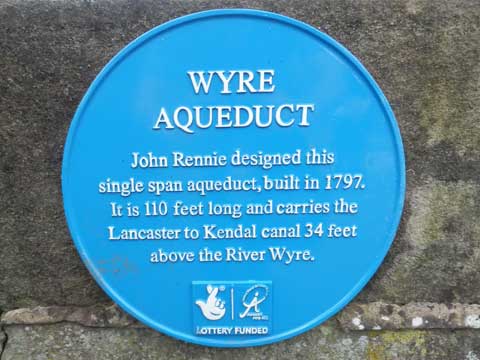 WYRE
AQUEDUCT
John Rennie designed this
single span aqueduct, built in 1797.
It is 110 feet long and carries the
Lancaster to Kendal canal 34 feet
above the River Wyre.
LOTTERY FUNDED